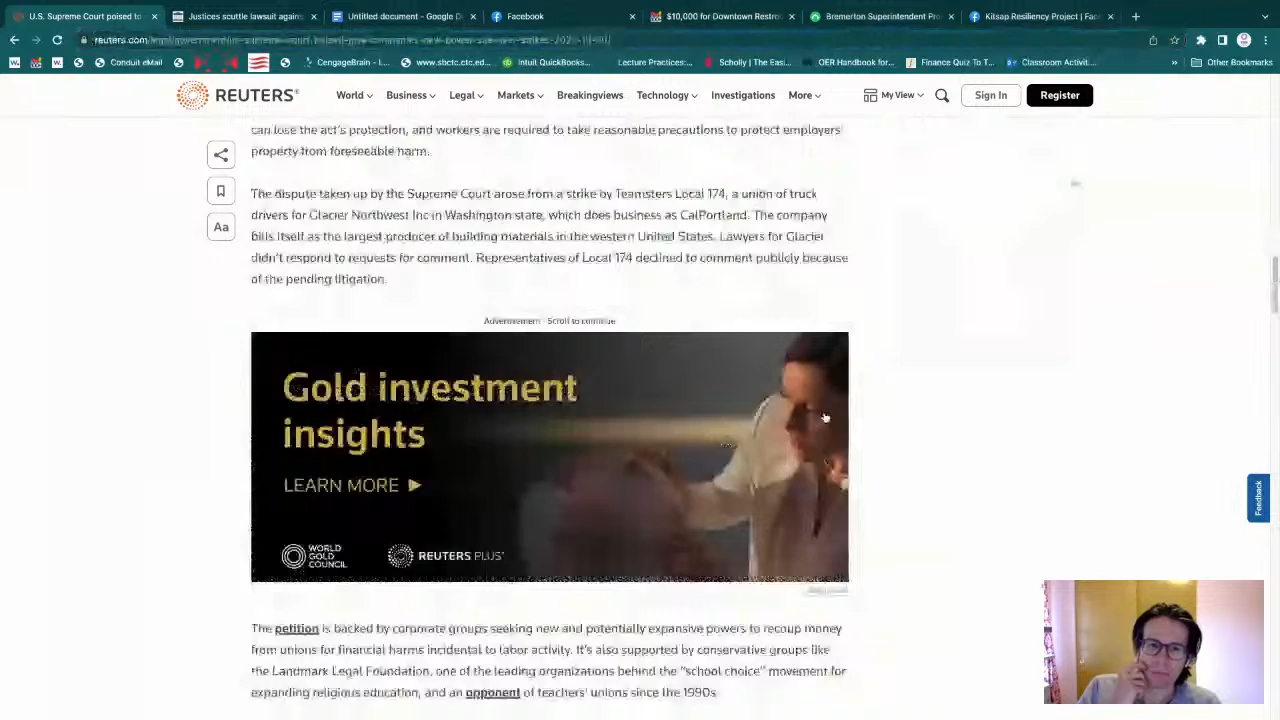 U.S. Supreme Court poised to
Justices scuttle lawsuit agains
Untitled document - Google D
Facebook
$10,000 for Downtown Restro
Bremerton Superintendent Pr
Kitsap Resiliency Project | Fac
Conduit eMail
CengageBrain - L...
www.sbctc.ctc.ed...
Intuit QuickBooks...
Lecture Practices:...
Scholly | The Easi...
OER Handbook for...
Finance Quiz To T...
Classroom Activiti...
Other Bookmarks
REUTERS
World
Business
Legal
Markets
Breakingviews
Technology
Investigations
More
My View
Sign In
Register
can lose the act's protection, and workers are required to take reasonable precautions to protect employers'
property from foreseeable harm.
Aa
The dispute taken up by the Supreme Court arose from a strike by Teamsters Local 174, a union of truck
drivers for Glacier Northwest Inc in Washington state, which does business as CalPortland. The company
bills itself as the largest producer of building materials in the western United States. Lawyers for Glacier
didn't respond to requests for comment. Representatives of Local 174 declined to comment publicly because
of the pending litigation.
Advertisement · Scroll to continue
Gold investment
insights
LEARN MORE
WORLD
GOLD
COUNCIL
REUTERS PLUS
Feedback
The petition is backed by corporate groups seeking new and potentially expansive powers to recoup money
from unions for financial harms incidental to labor activity. It's also supported by conservative groups like
the Landmark Legal Foundation, one of the leading organizations behind the "school choice" movement for
expanding religious education, and an opponent of teachers' unions since the 1990s.